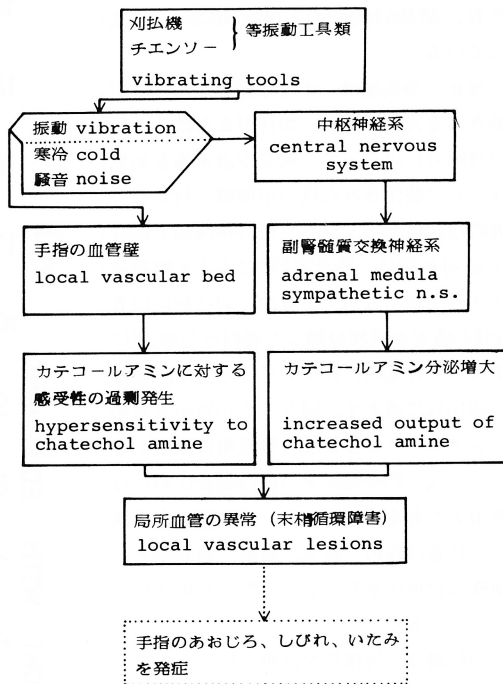 刈払機
チエンソー } 等振動工具類
vibrating tools
振動 vibration
寒冷 cold
騒音 noise
中枢神経系
central nervous
system
手指の血管壁
local vascular bed
副腎髄質交換神経系
adrenal medula
sympathetic n.s.
カテコールアミンに対する
感受性の過剰発生
hypersensitivity to
chatechol amine
カテコールアミン分泌増大
increased output of
chatechol amine
局所血管の異常（末梢循環障害）
local vascular lesions
手指のあおじろ、しびれ、いたみ
を発症